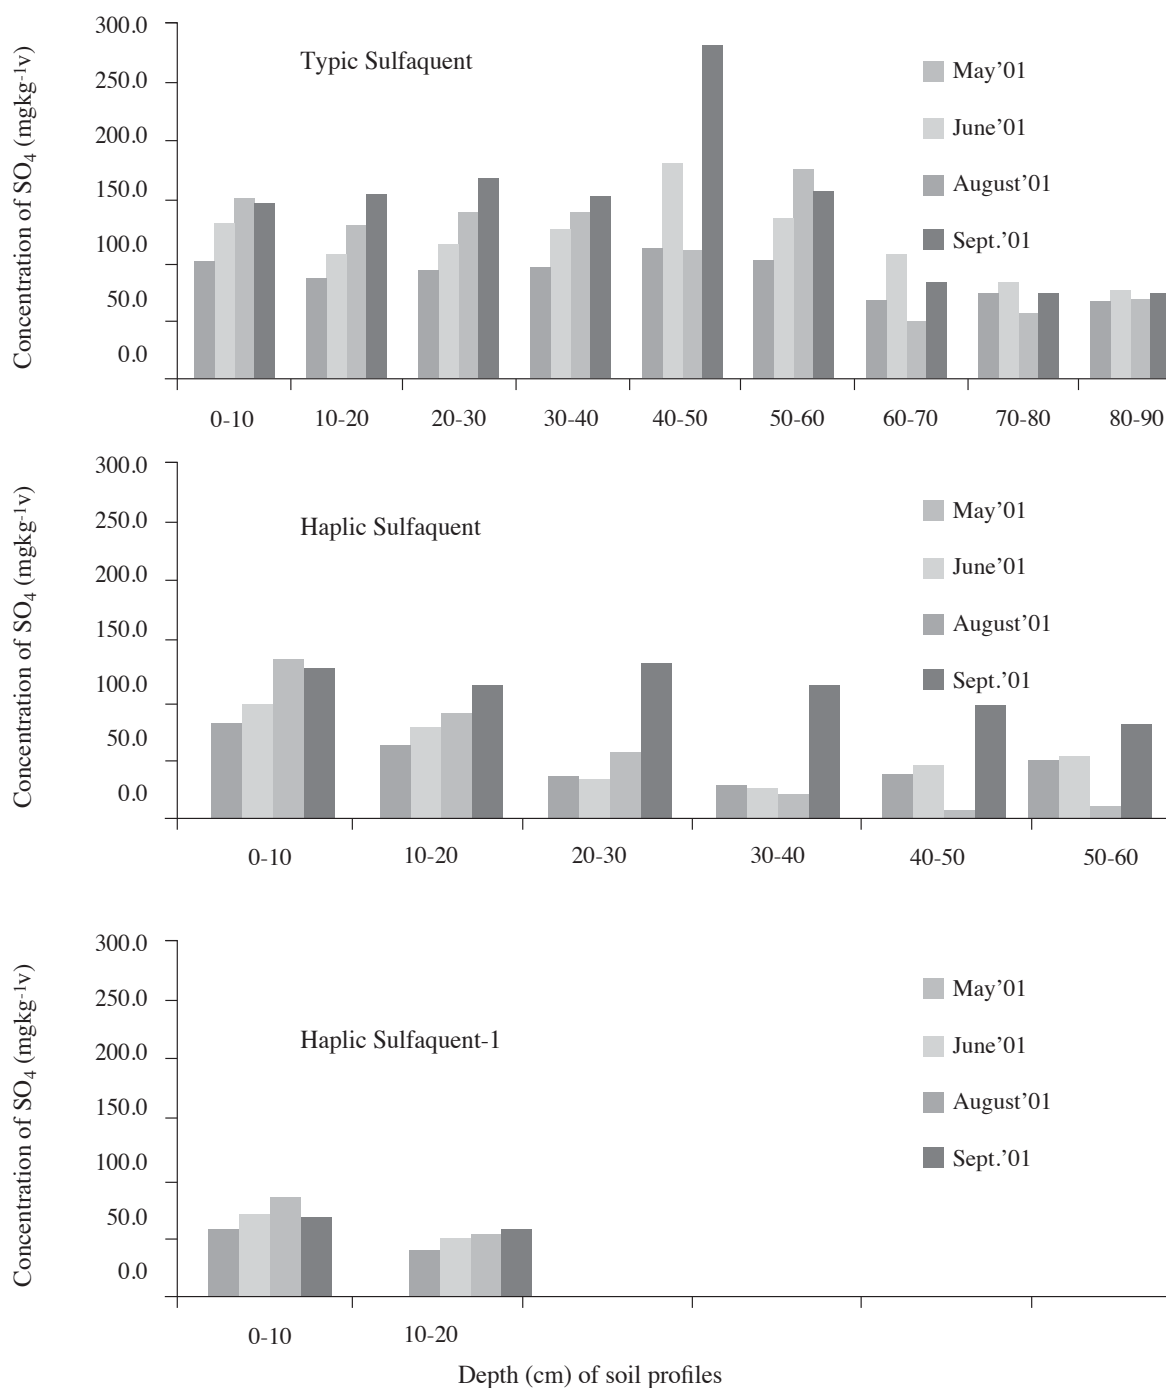 300.0
250.0
200.0
150.0
100.0
50.0
0.0
Concentration of SO4 (mgkg-1v)
Typic Sulfaquent
May'01
June'01
August'01
Sept.'01
0-10 10-20 20-30 30-40 40-50 50-60 60-70 70-80 80-90
300.0
250.0
200.0
150.0
100.0
50.0
0.0
Concentration of SO4 (mgkg-1v)
Haplic Sulfaquent
May'01
June'01
August'01
Sept.'01
0-10 10-20 20-30 30-40 40-50 50-60
300.0
250.0
200.0
150.0
100.0
50.0
0.0
Concentration of SO4 (mgkg-1v)
Haplic Sulfaquent-1
May'01
June'01
August'01
Sept.'01
0-10 10-20
Depth (cm) of soil profiles